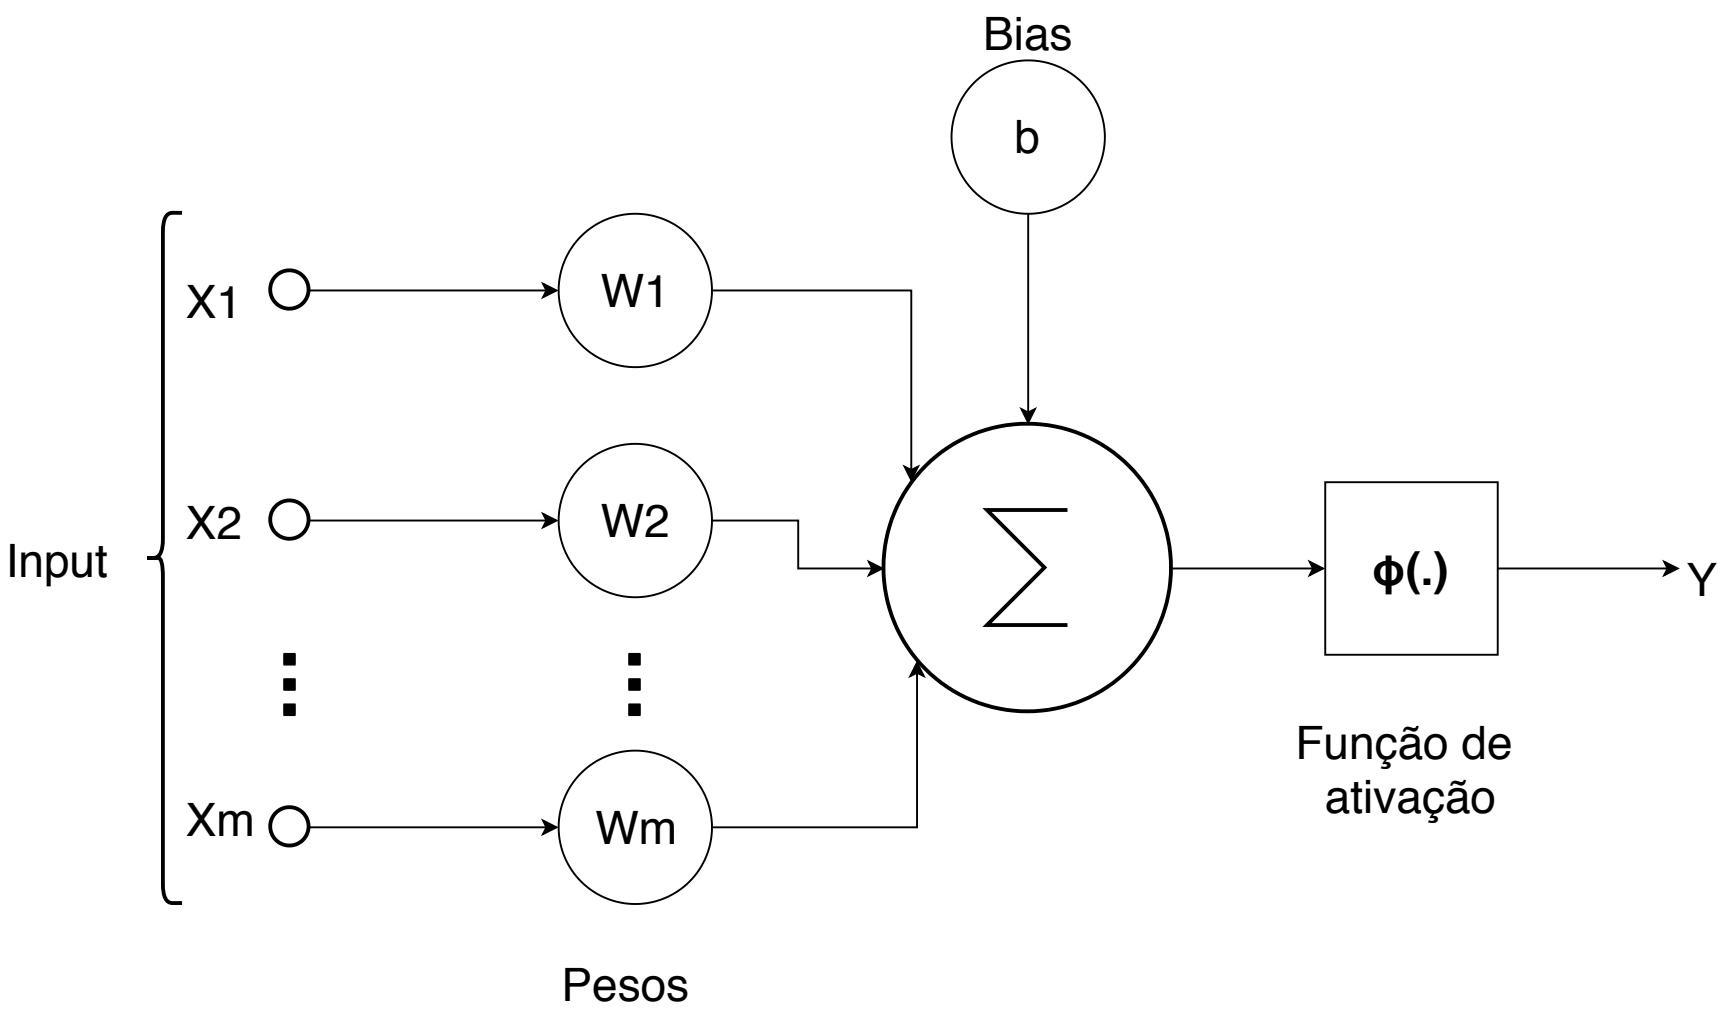 Bias
b
X1
W1
X2
W2
Input
Σ
ϕ(.)
Y
Função de
ativação
Xm
Wm
Pesos